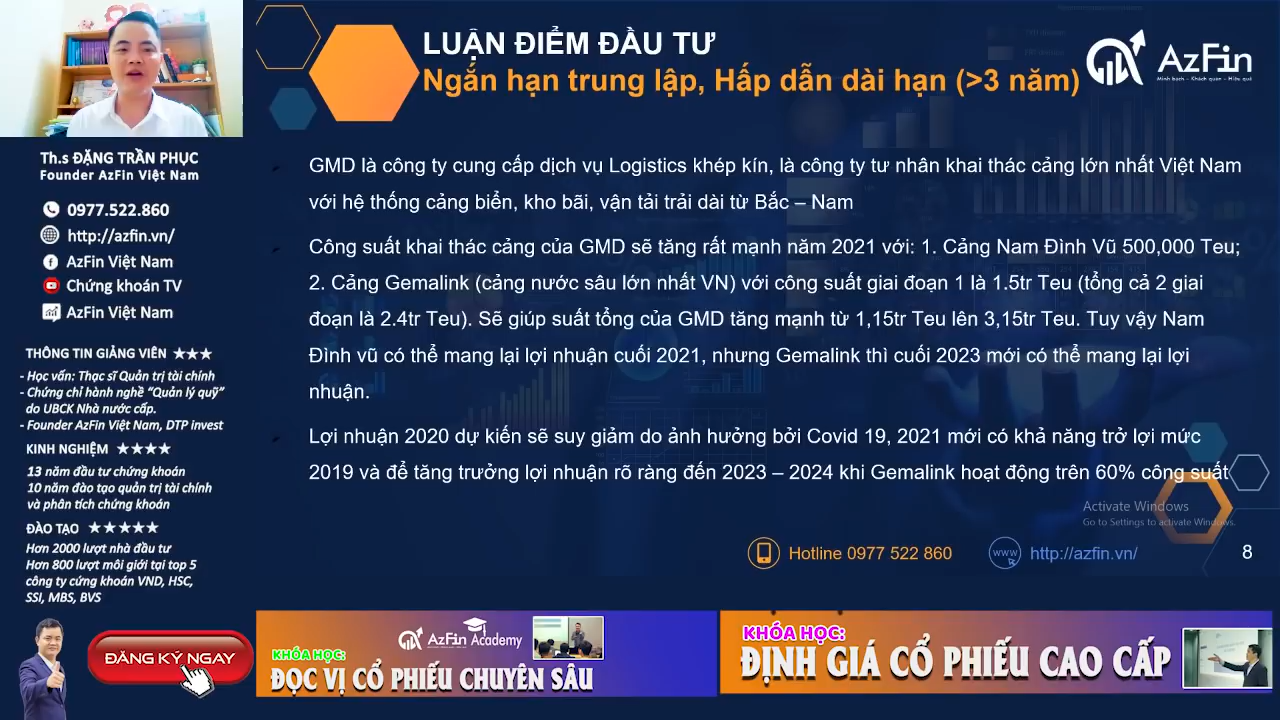 LUẬN ĐIỂM ĐẦU TƯ
Ngắn hạn trung lập, Hấp dẫn dài hạn (>3 năm)
AzFin
Minh bạch - Khách quan - Hiệu quả
Th.s ĐẶNG TRẦN PHỤC
Founder AzFin Việt Nam
0977.522.860
http://azfin.vn/
AzFin Việt Nam
Chứng khoán TV
AzFin Việt Nam
THÔNG TIN GIẢNG VIÊN ★★★
- Học vấn: Thạc sĩ Quản trị tài chính
- Chứng chỉ hành nghề “Quản lý quỹ”
do UBCK Nhà nước cấp.
- Founder AzFin Việt Nam, DTP invest
KINH NGHIỆM ★★★★
13 năm đầu tư chứng khoán
10 năm đào tạo quản trị tài chính
và phân tích chứng khoán
ĐÀO TẠO ★★★★★
Hơn 2000 lượt nhà đầu tư
Hơn 800 lượt môi giới tại top 5
công ty cứng khoán VND, HSC,
SSI, MBS, BVS
ĐĂNG KÝ NGAY
GMD là công ty cung cấp dịch vụ Logistics khép kín, là công ty tư nhân khai thác cảng lớn nhất Việt Nam
với hệ thống cảng biển, kho bãi, vận tải trải dài từ Bắc – Nam
Công suất khai thác cảng của GMD sẽ tăng rất mạnh năm 2021 với: 1. Cảng Nam Đình Vũ 500,000 Teu;
2. Cảng Gemalink (cảng nước sâu lớn nhất VN) với công suất giai đoạn 1 là 1.5tr Teu (tổng cả 2 giai
đoạn là 2.4tr Teu). Sẽ giúp suất tổng của GMD tăng mạnh từ 1,15tr Teu lên 3,15tr Teu. Tuy vậy Nam
Đình vũ có thể mang lại lợi nhuận cuối 2021, nhưng Gemalink thì cuối 2023 mới có thể mang lại lợi
nhuận.
Lợi nhuận 2020 dự kiến sẽ suy giảm do ảnh hưởng bởi Covid 19, 2021 mới có khả năng trở lợi mức
2019 và để tăng trưởng lợi nhuận rõ ràng đến 2023 – 2024 khi Gemalink hoạt động trên 60% công suất
Activate Windows
Go to Settings to activate Windows.
Hotline 0977 522 860
www
http://azfin.vn/
8
AzFin Academy
KHÓA HỌC:
ĐỌC VỊ CỔ PHIẾU CHUYÊN SÂU
KHÓA HỌC:
ĐỊNH GIÁ CỔ PHIẾU CAO CẤP